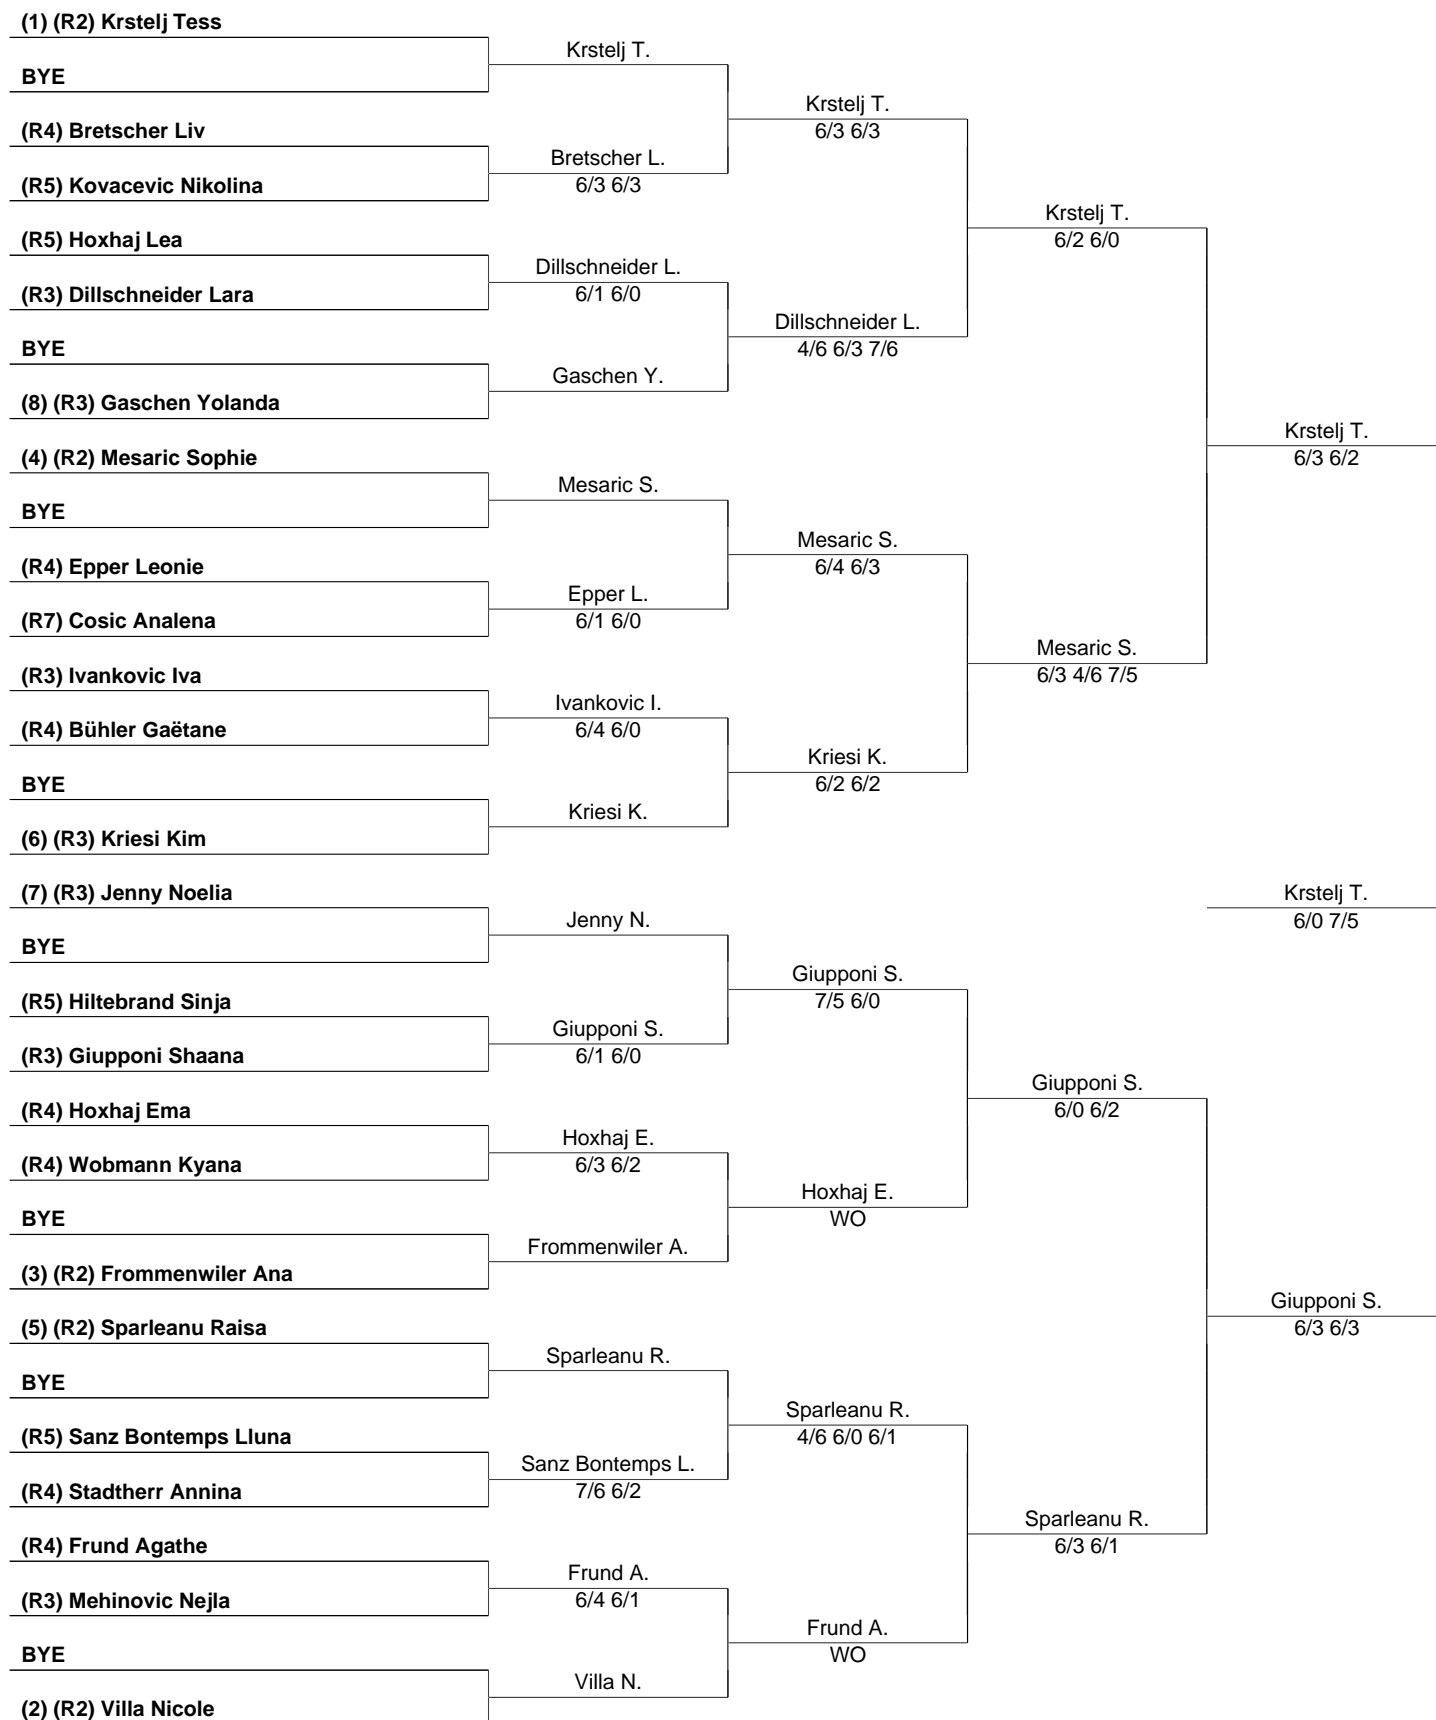 (1) (R2) Krstelj Tess
BYE
(R4) Bretscher Liv
(R5) Kovacevic Nikolina
(R5) Hoxhaj Lea
(R3) Dillschneider Lara
BYE
(8) (R3) Gaschen Yolanda
(4) (R2) Mesaric Sophie
BYE
(R4) Epper Leonie
(R7) Cosic Analena
(R3) Ivankovic Iva
(R4) Bühler Gaëtane
BYE
(6) (R3) Kriesi Kim
(7) (R3) Jenny Noelia
BYE
(R5) Hiltebrand Sinja
(R3) Giupponi Shaana
(R4) Hoxhaj Ema
(R4) Wobmann Kyana
BYE
(3) (R2) Frommenwiler Ana
(5) (R2) Sparleanu Raisa
BYE
(R5) Sanz Bontemps Lluna
(R4) Stadtherr Annina
(R4) Frund Agathe
(R3) Mehinovic Nejla
BYE
(2) (R2) Villa Nicole
Krstelj T.
Bretscher L.
6/3 6/3
Dillschneider L.
6/1 6/0
Gaschen Y.
Mesaric S.
Epper L.
6/1 6/0
Ivankovic I.
6/4 6/0
Kriesi K.
Jenny N.
Giupponi S.
6/1 6/0
Hoxhaj E.
6/3 6/2
Frommenwiler A.
Sparleanu R.
Sanz Bontemps L.
7/6 6/2
Frund A.
6/4 6/1
Villa N.
Krstelj T.
6/3 6/3
Dillschneider L.
4/6 6/3 7/6
Mesaric S.
6/4 6/3
Kriesi K.
6/2 6/2
Giupponi S.
7/5 6/0
Hoxhaj E.
WO
Sparleanu R.
4/6 6/0 6/1
Frund A.
WO
Krstelj T.
6/2 6/0
Mesaric S.
6/3 4/6 7/5
Giupponi S.
6/0 6/2
Sparleanu R.
6/3 6/1
Krstelj T.
6/3 6/2
Krstelj T.
6/0 7/5
Giupponi S.
6/3 6/3